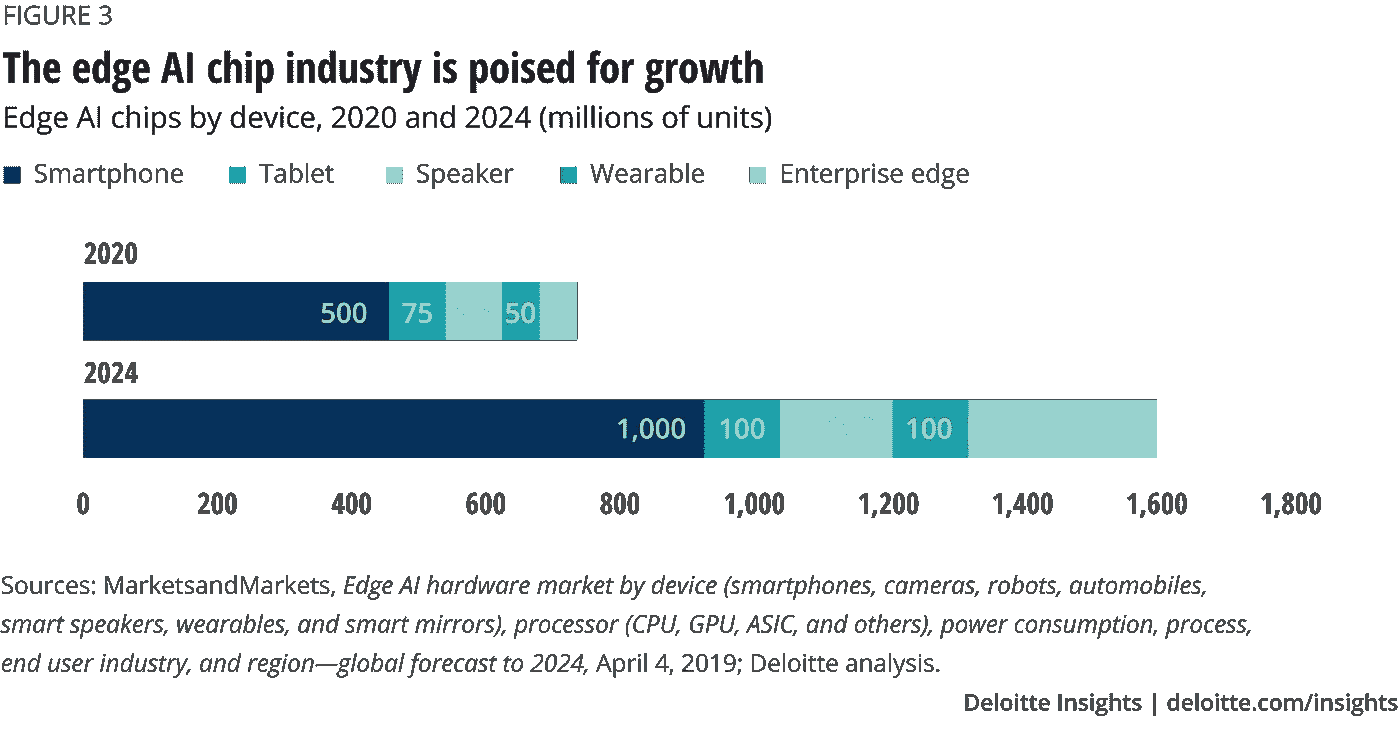 FIGURE 3
The edge AI chip industry is poised for growth
Edge AI chips by device, 2020 and 2024 (millions of units)
Smartphone Tablet Speaker Wearable Enterprise edge
2020
500 75 50
2024
1,000 100 100
0 200 400 600 800 1,000 1,200 1,400 1,600 1,800
Sources: MarketsandMarkets, Edge AI hardware market by device (smartphones, cameras, robots, automobiles,
smart speakers, wearables, and smart mirrors), processor (CPU, GPU, ASIC, and others), power consumption, process,
end user industry, and region—global forecast to 2024, April 4, 2019; Deloitte analysis.
Deloitte Insights | deloitte.com/insights